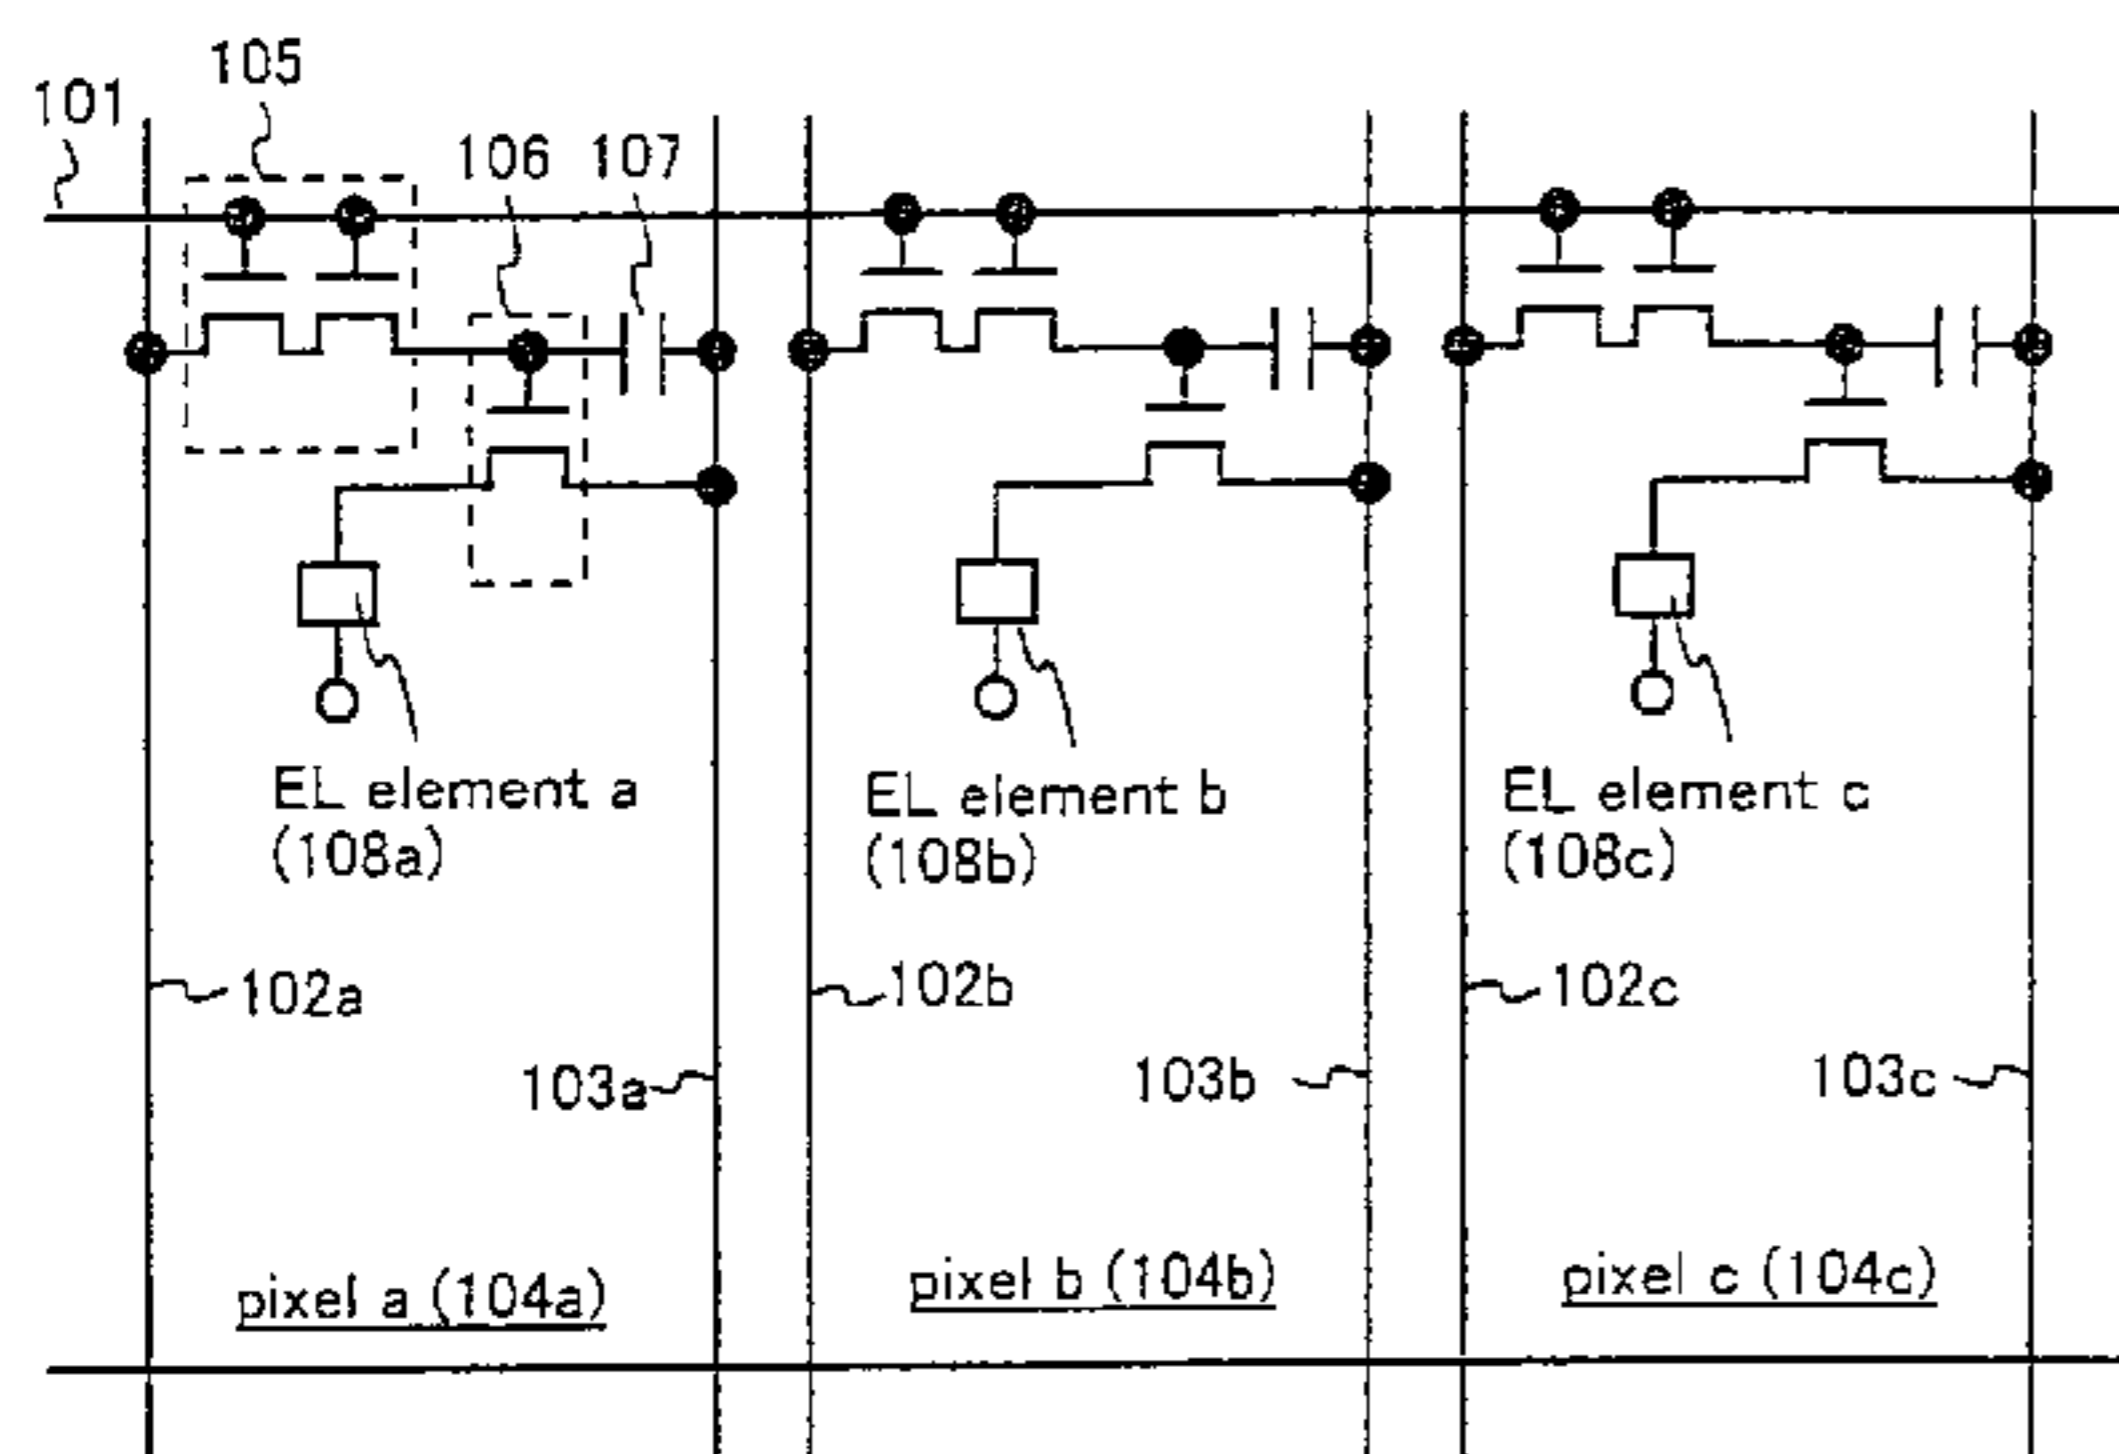 105
101
106 107
EL element a
(108a)
EL element b
(108b)
EL element c
(108c)
102a
102b
102c
103a
103b
103c
pixel a (104a)
pixel b (104b)
pixel c (104c)